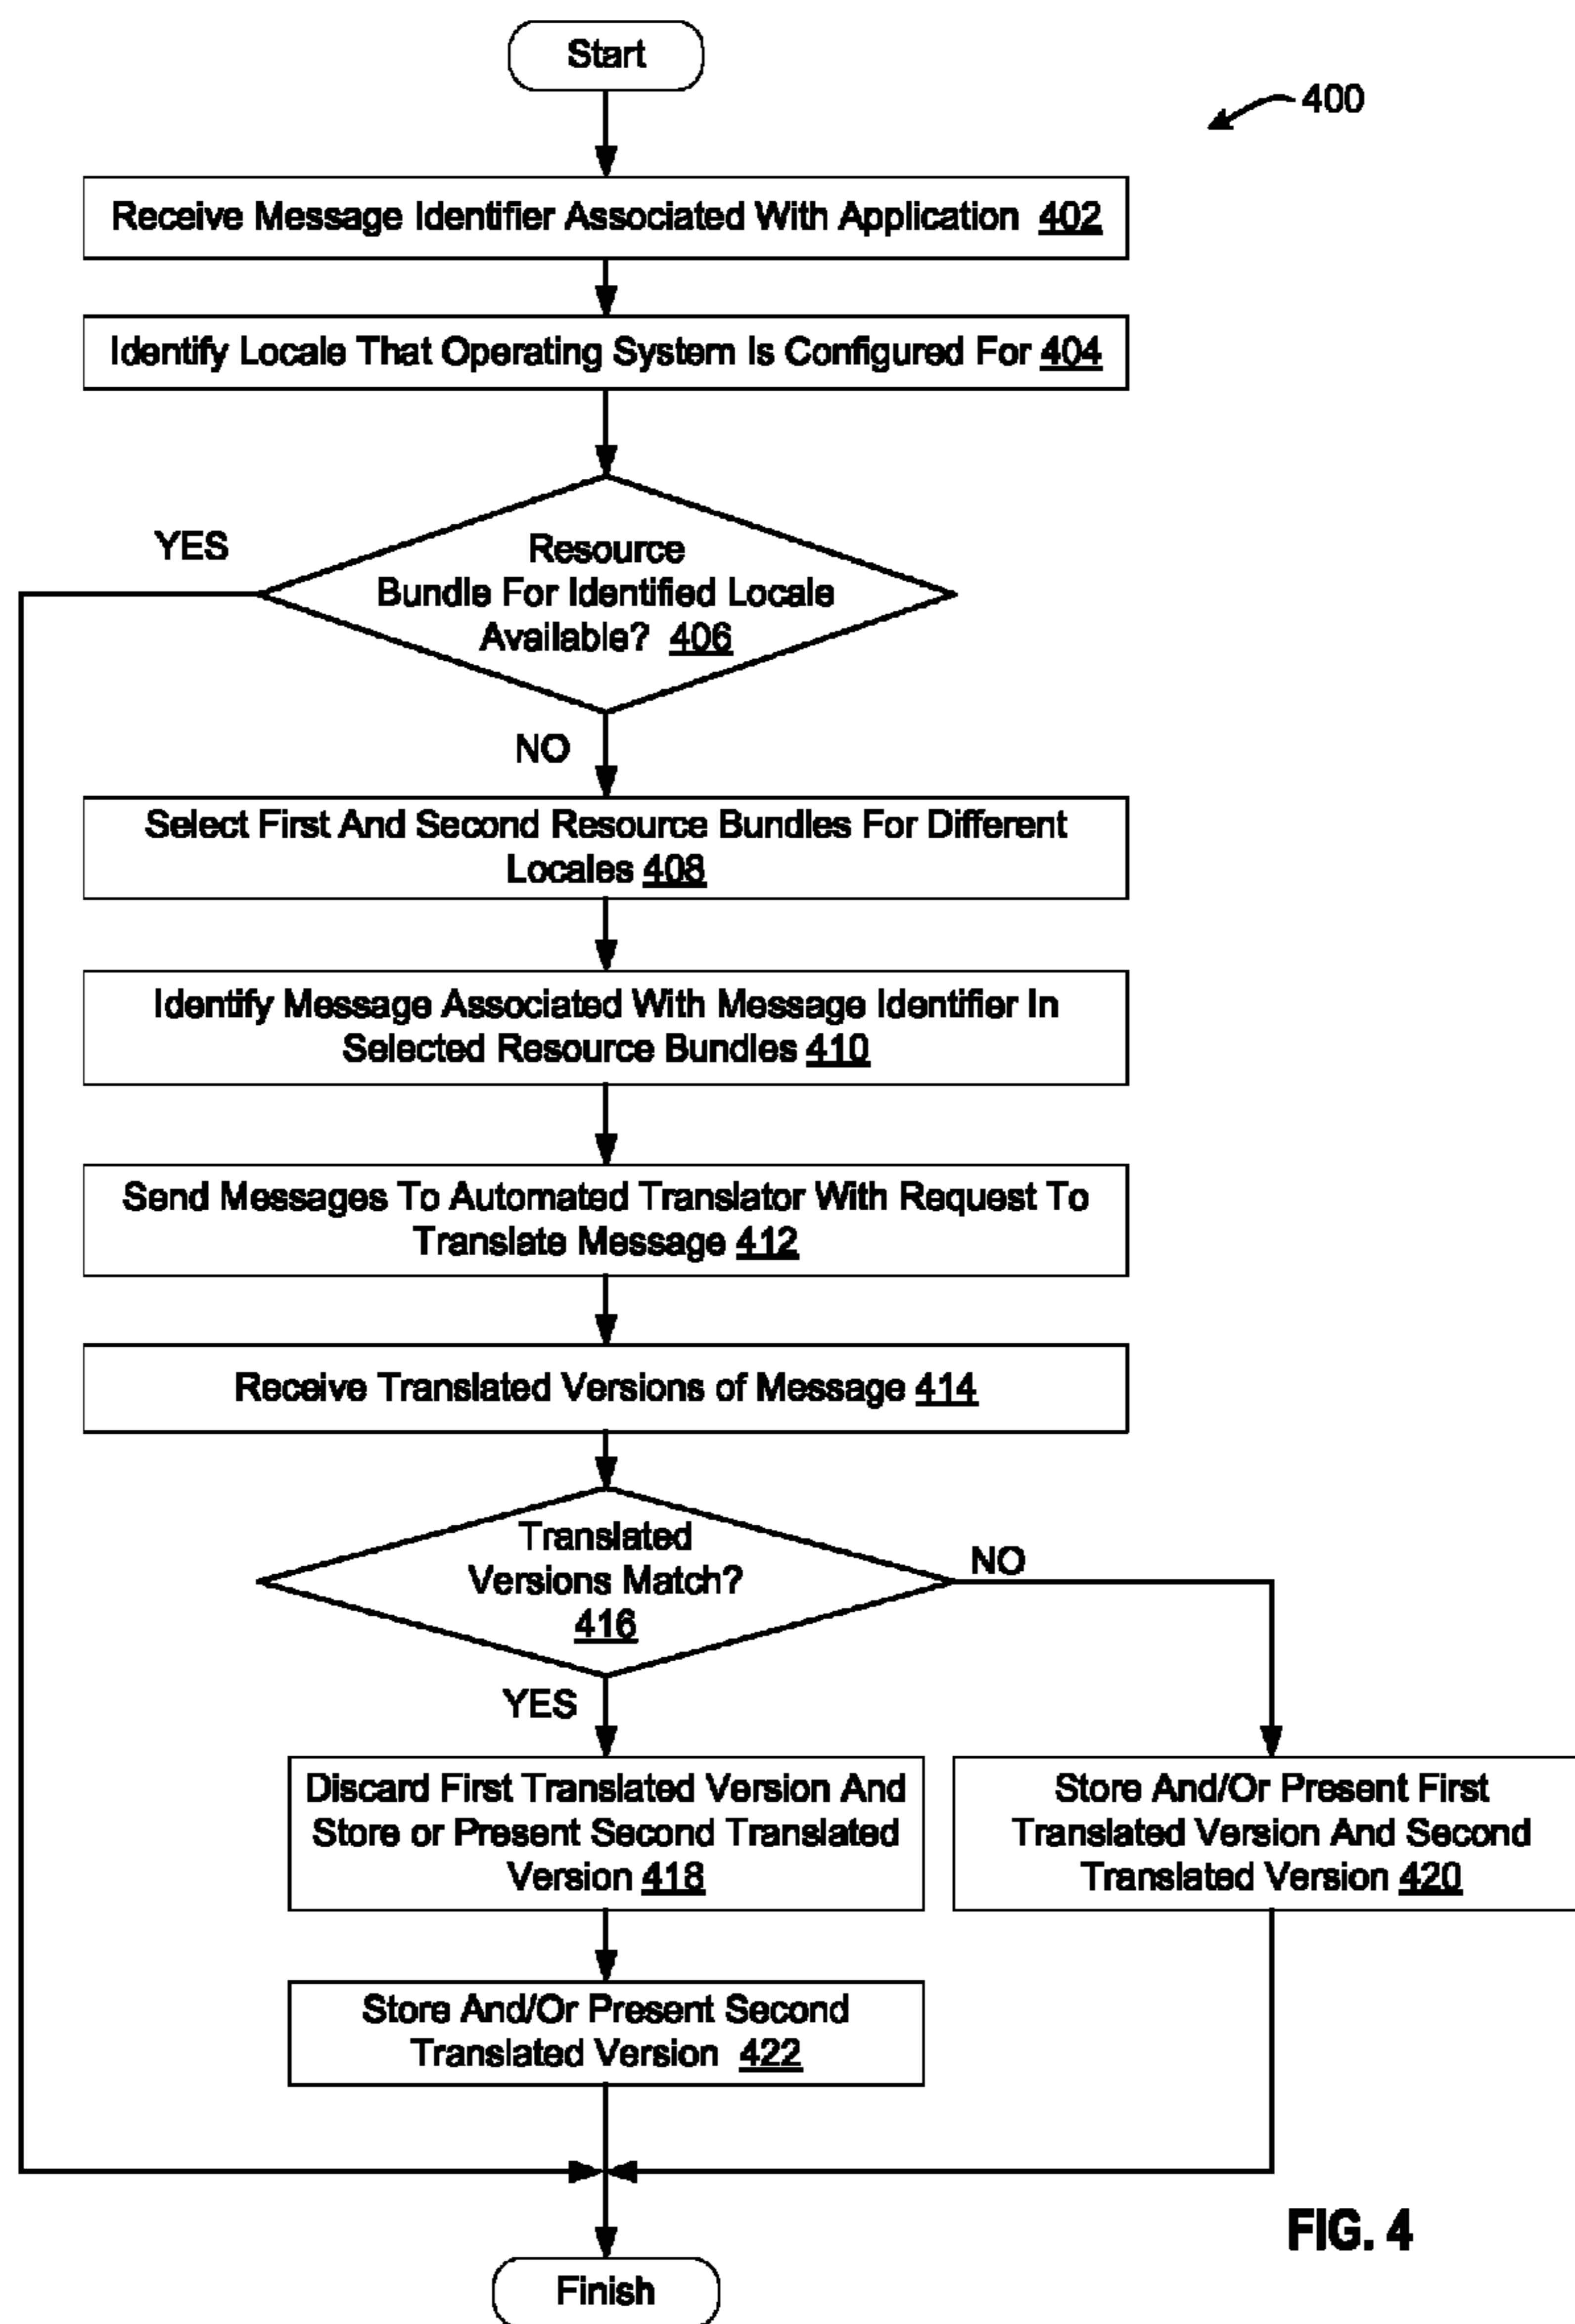 Start
400
Receive Message Identifier Associated With Application 402
Identify Locale That Operating System Is Configured For 404
YES
Resource
Bundle For Identified Locale
Available? 406
NO
Select First And Second Resource Bundles For Different
Locales 408
Identify Message Associated With Message Identifier In
Selected Resource Bundles 410
Send Messages To Automated Translator With Request To
Translate Message 412
Receive Translated Versions of Message 414
Translated
Versions Match?
416
NO
YES
Discard First Translated Version And
Store or Present Second Translated
Version 418
Store And/Or Present First
Translated Version And Second
Translated Version 420
Store And/Or Present Second
Translated Version 422
FIG. 4
Finish